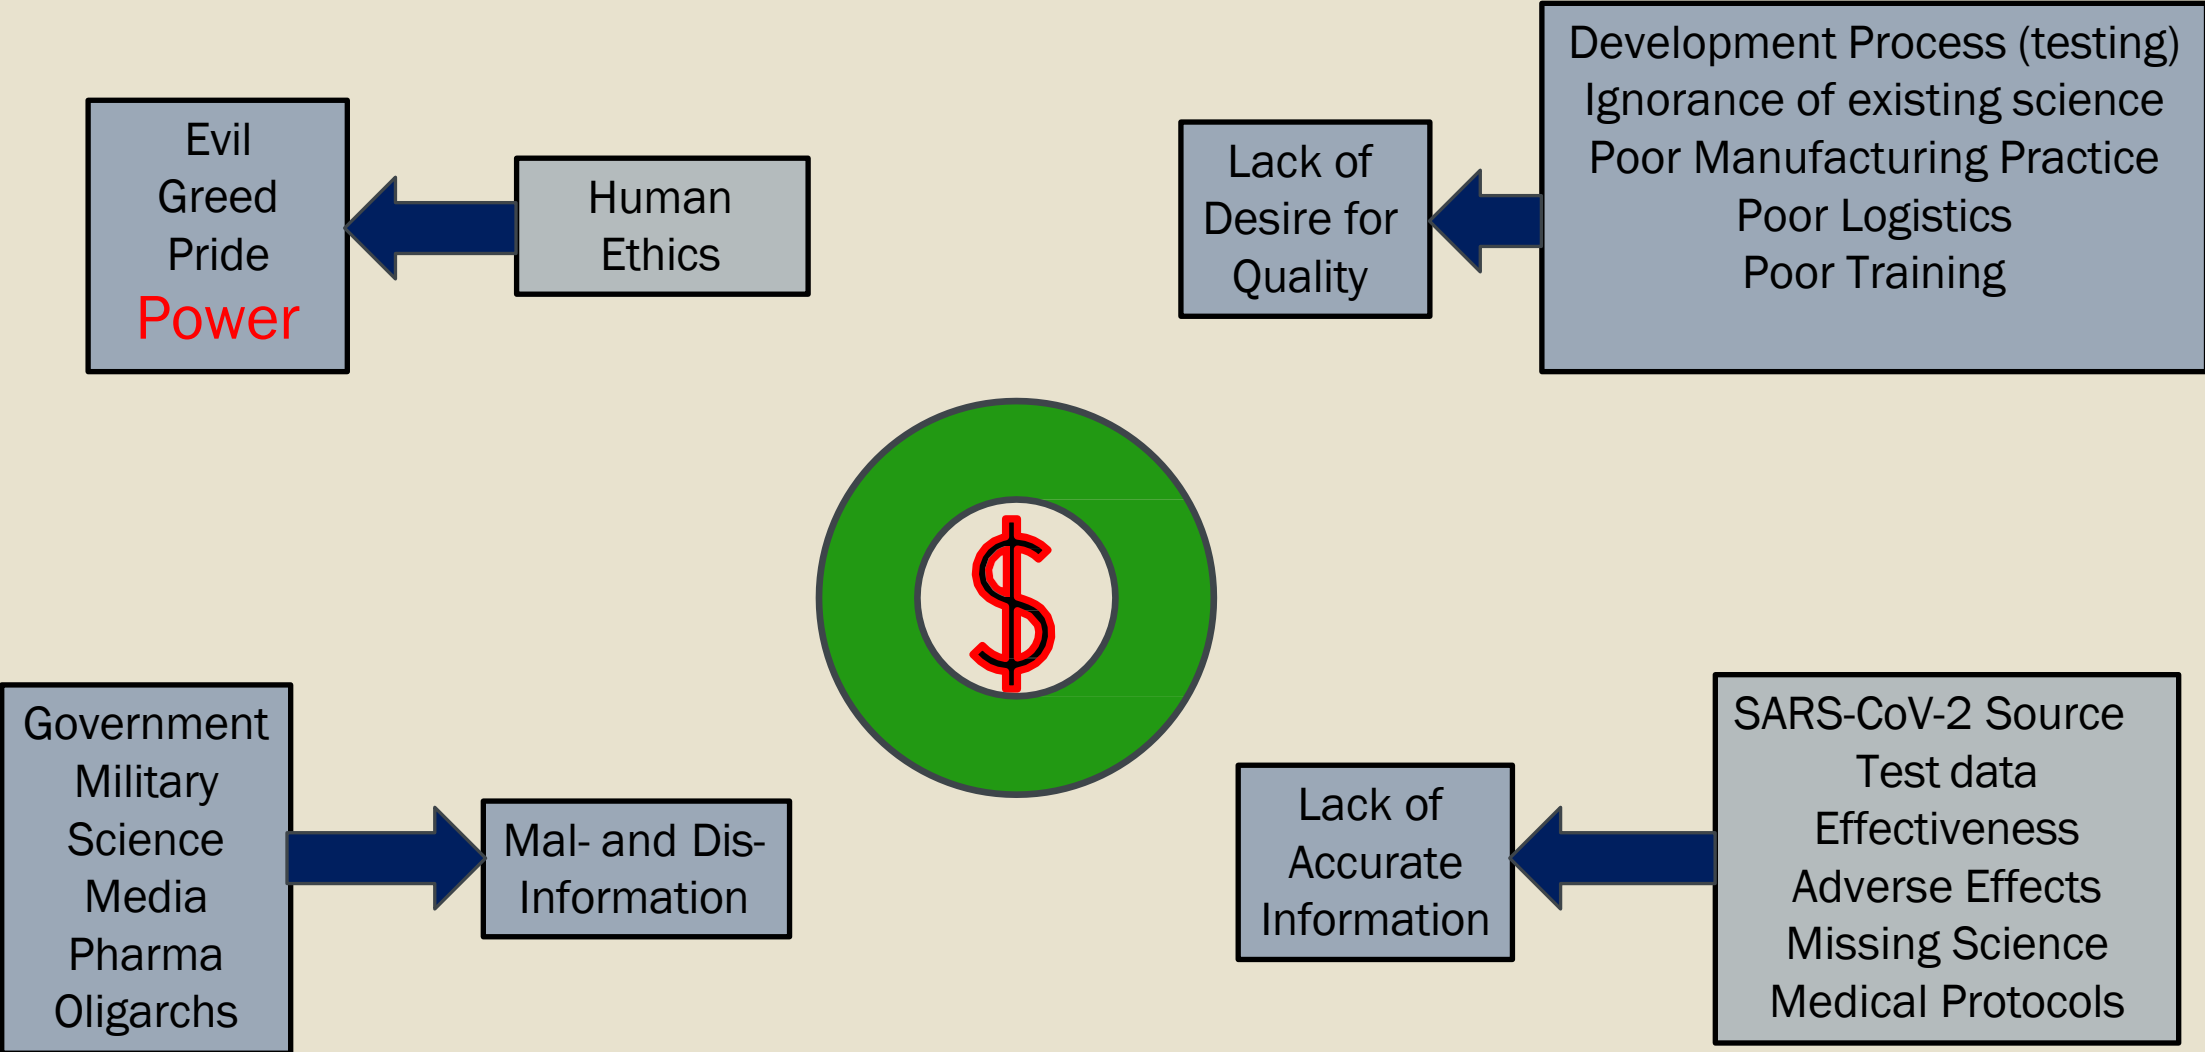 Evil
Greed
Pride
Power
Human
Ethics
Lack of
Desire for
Quality
Development Process (testing)
Ignorance of existing science
Poor Manufacturing Practice
Poor Logistics
Poor Training
$
Government
Military
Science
Media
Pharma
Oligarchs
Mal- and Dis-
Information
Lack of
Accurate
Information
SARS-CoV-2 Source
Test data
Effectiveness
Adverse Effects
Missing Science
Medical Protocols